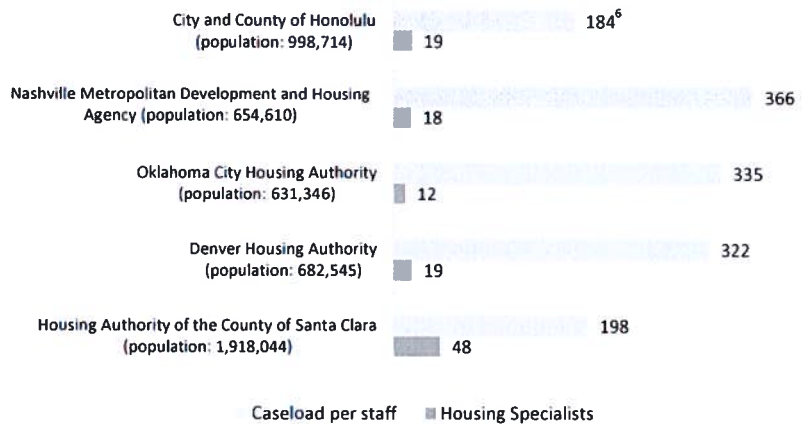 City and County of Honolulu
(population: 998,714)
184⁶
19
Nashville Metropolitan Development and Housing
Agency (population: 654,610)
366
18
Oklahoma City Housing Authority
(population: 631,346)
335
12
Denver Housing Authority
(population: 682,545)
322
19
Housing Authority of the County of Santa Clara
(population: 1,918,044)
198
48
Caseload per staff Housing Specialists